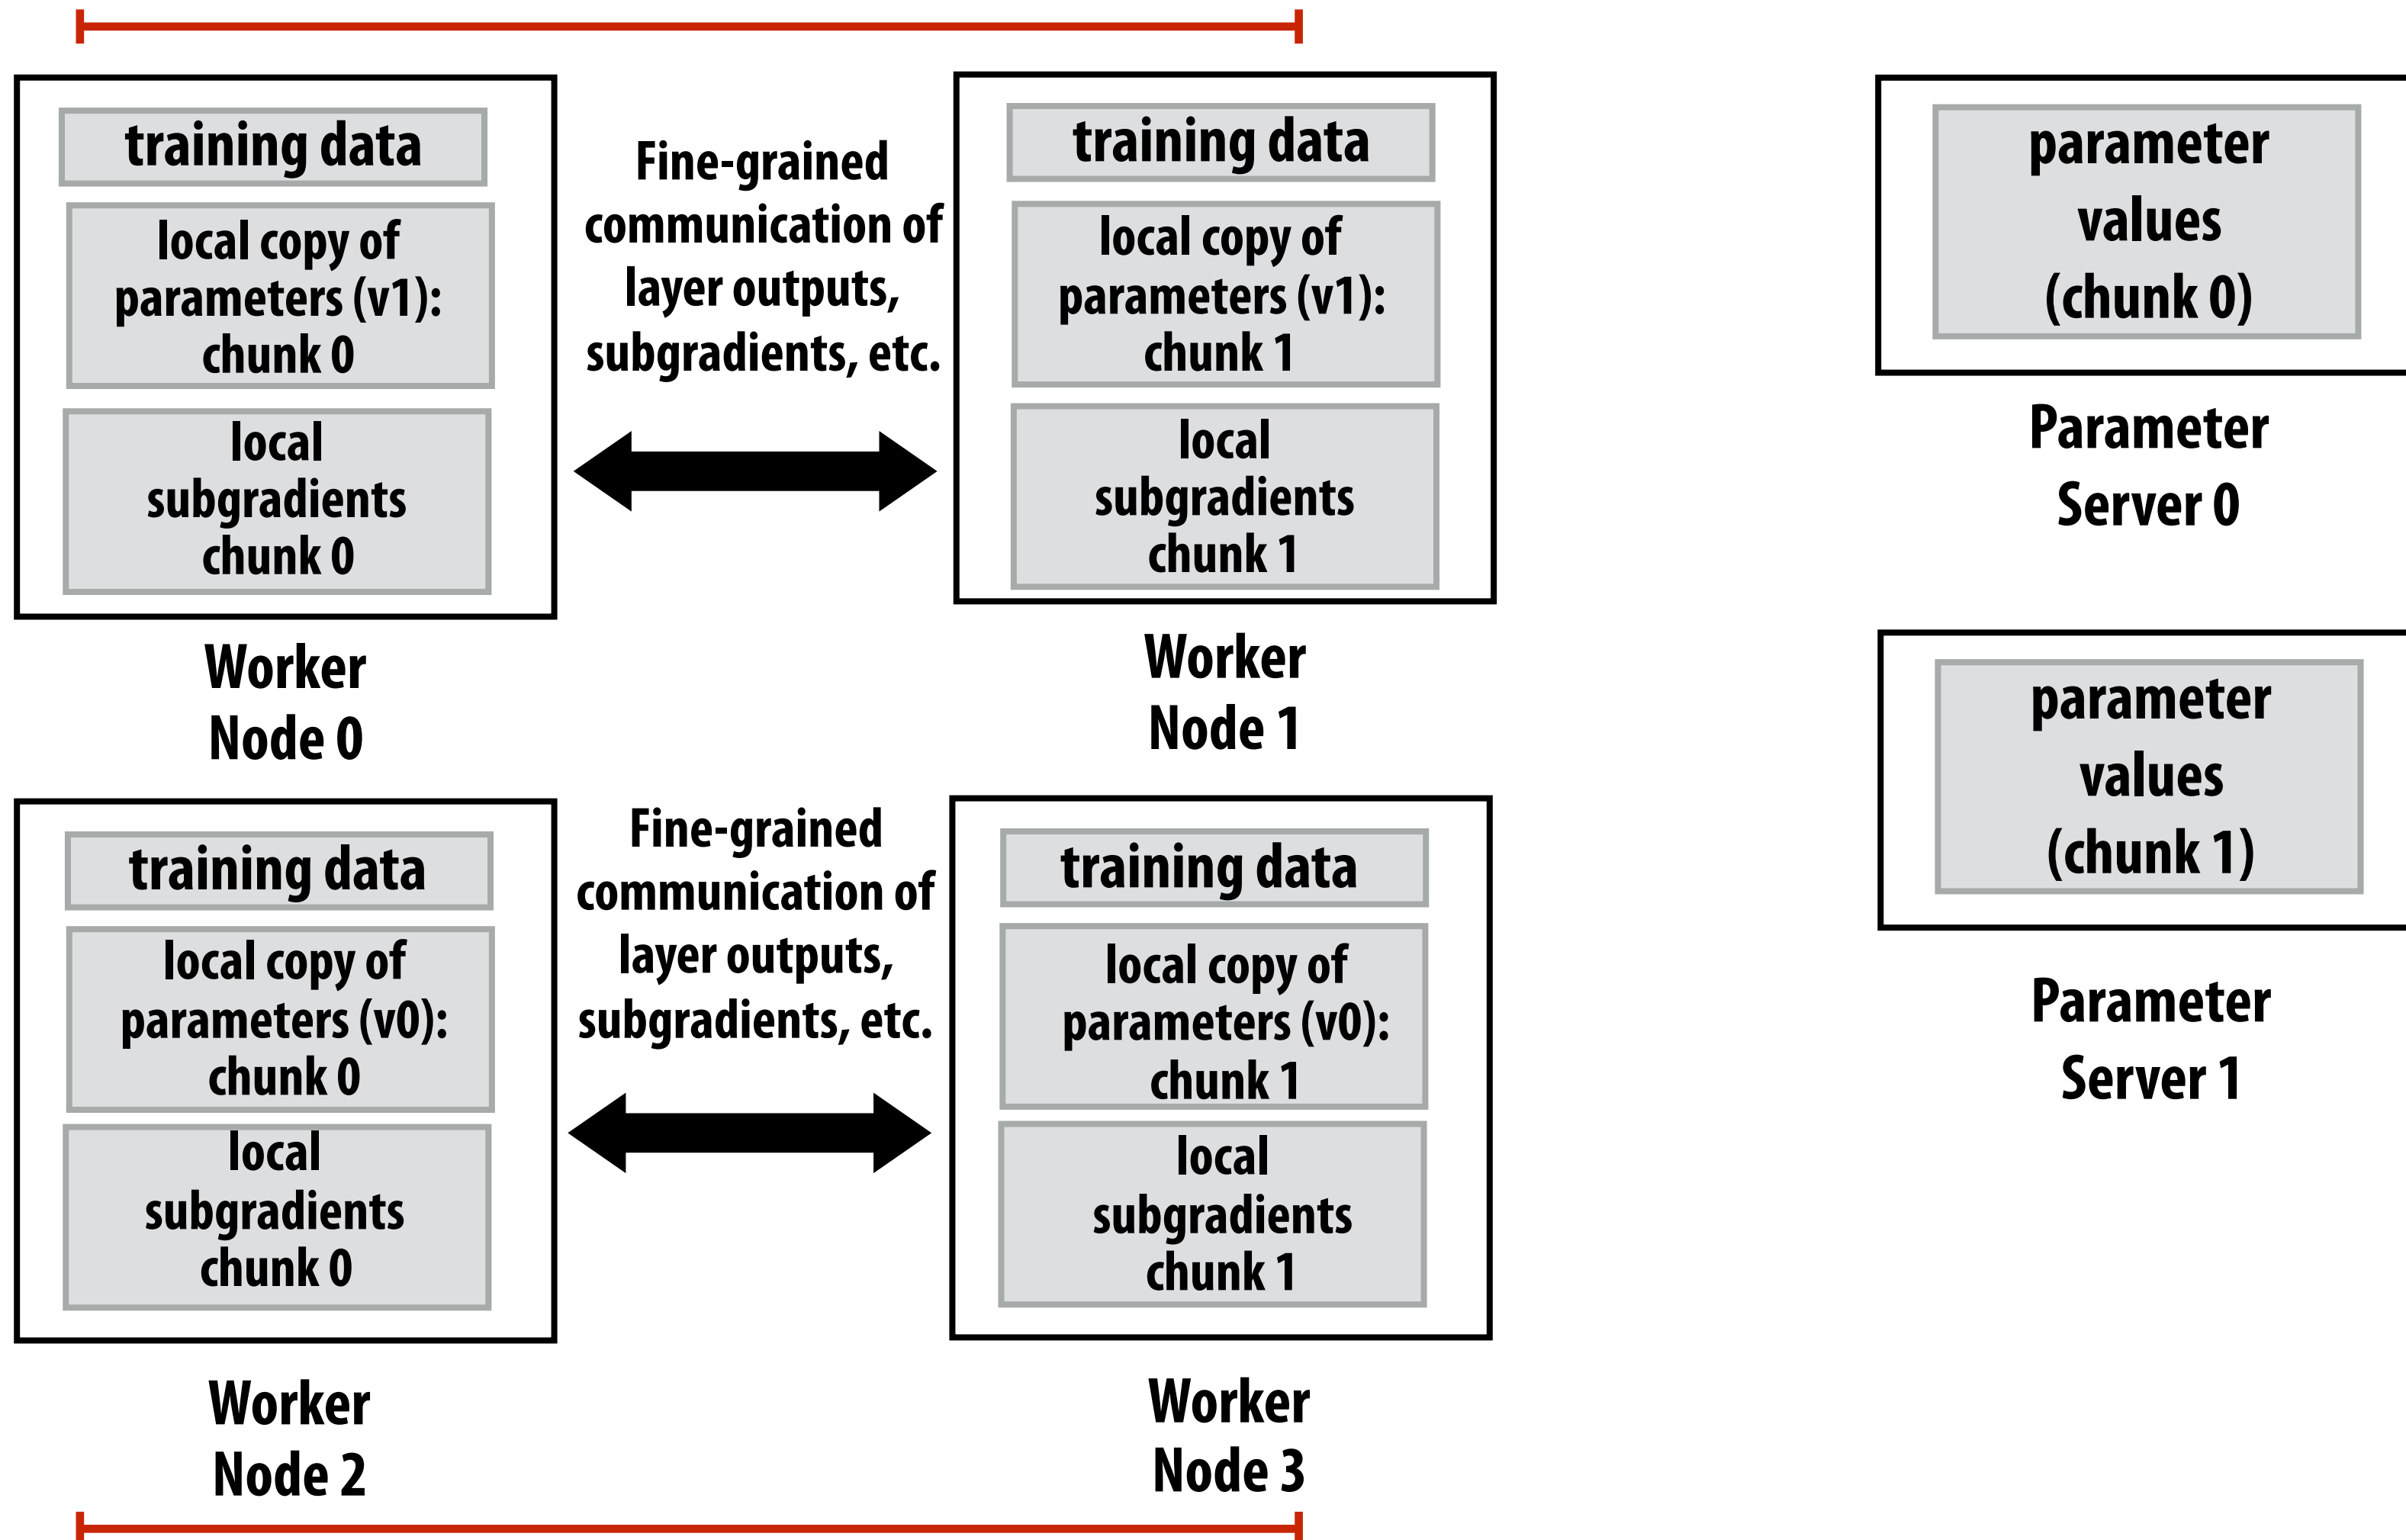 training data
local copy of
parameters (v1):
chunk 0
local
subgradients
chunk 0
Worker
Node 0
Fine-grained
communication of
layer outputs,
subgradients, etc.
training data
local copy of
parameters (v1):
chunk 1
local
subgradients
chunk 1
Worker
Node 1
parameter
values
(chunk 0)
Parameter
Server 0
training data
local copy of
parameters (v0):
chunk 0
local
subgradients
chunk 0
Worker
Node 2
Fine-grained
communication of
layer outputs,
subgradients, etc.
training data
local copy of
parameters (v0):
chunk 1
local
subgradients
chunk 1
Worker
Node 3
parameter
values
(chunk 1)
Parameter
Server 1